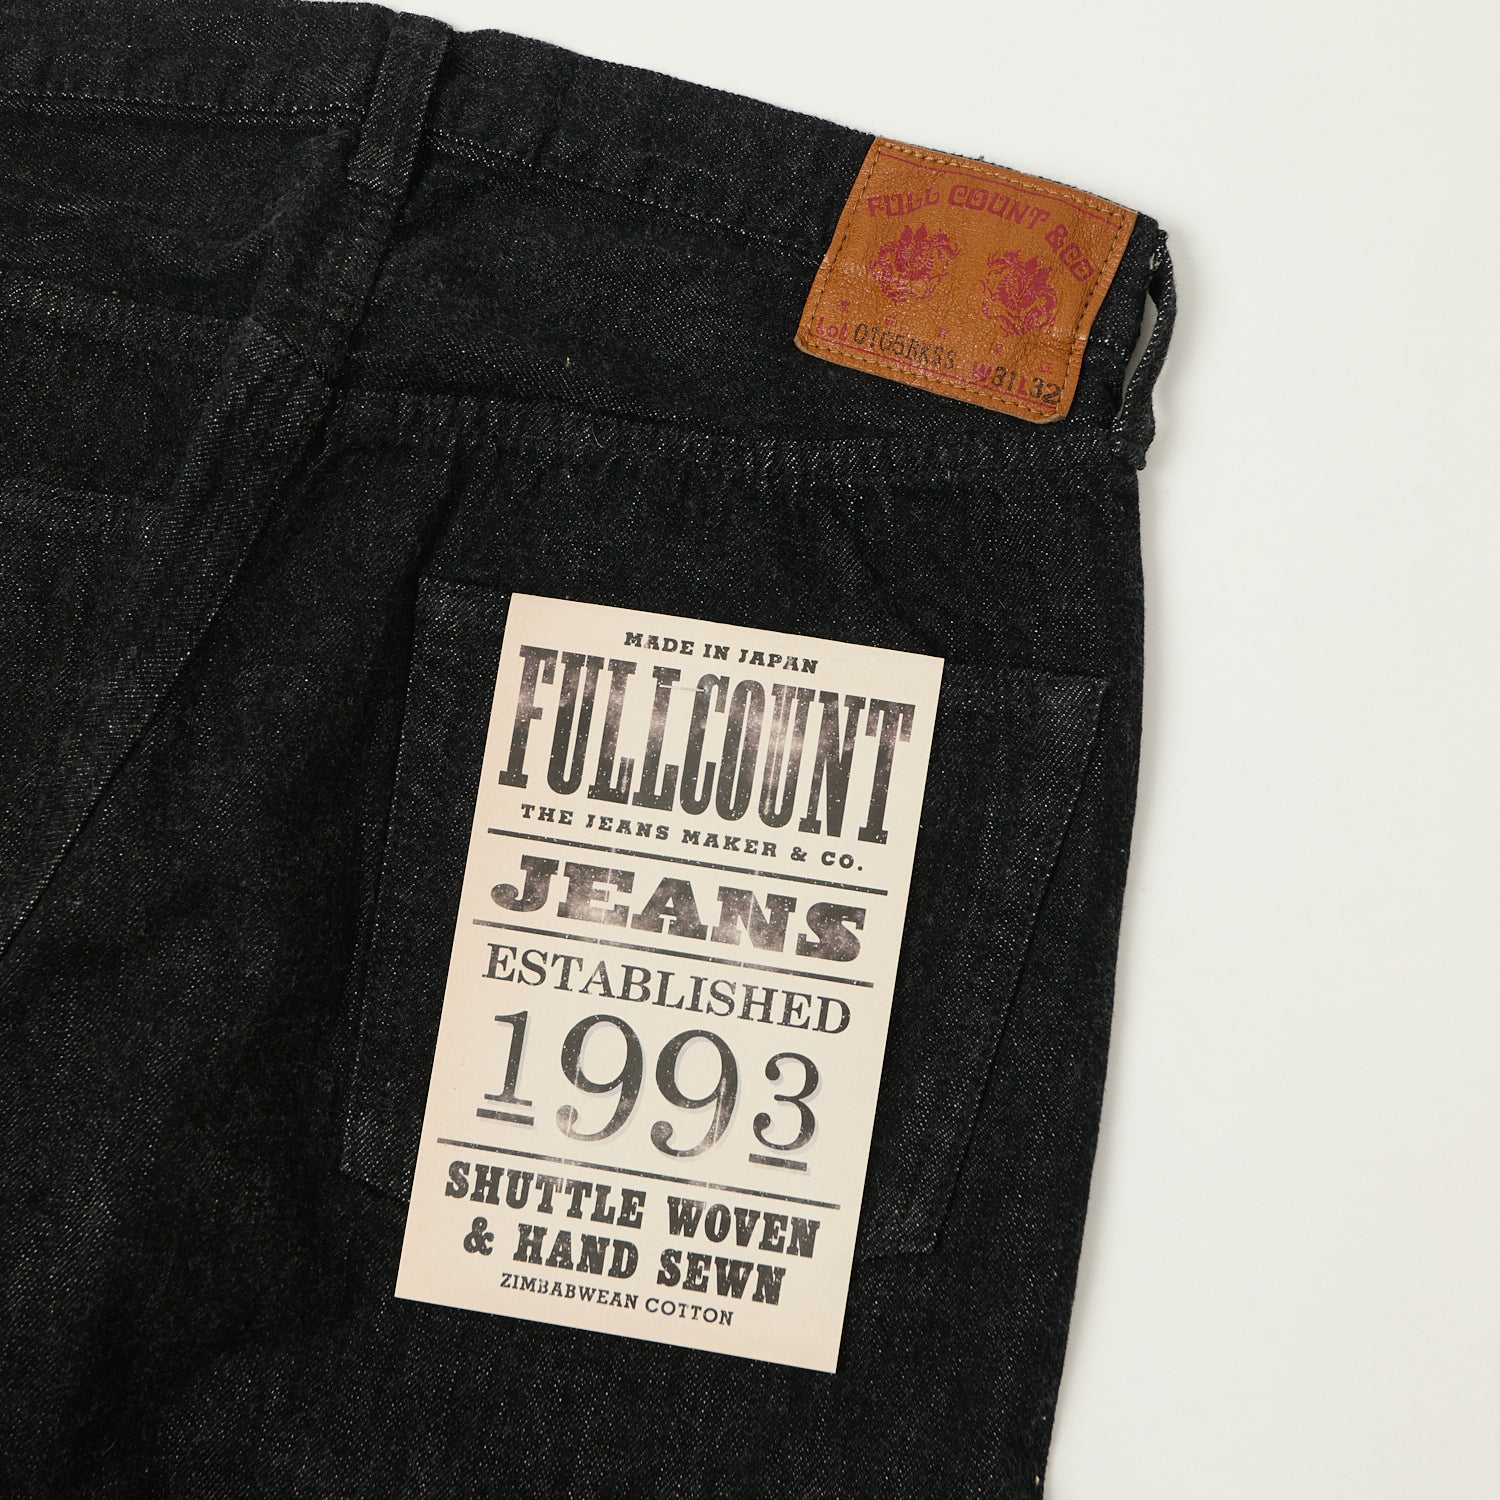 FULL COUNT &CO
Lot 0105BKSS W31 L32
MADE IN JAPAN
FULLCOUNT
THE JEANS MAKER & CO.
JEANS
ESTABLISHED
1993
SHUTTLE WOVEN
& HAND SEWN
ZIMBABWEAN COTTON